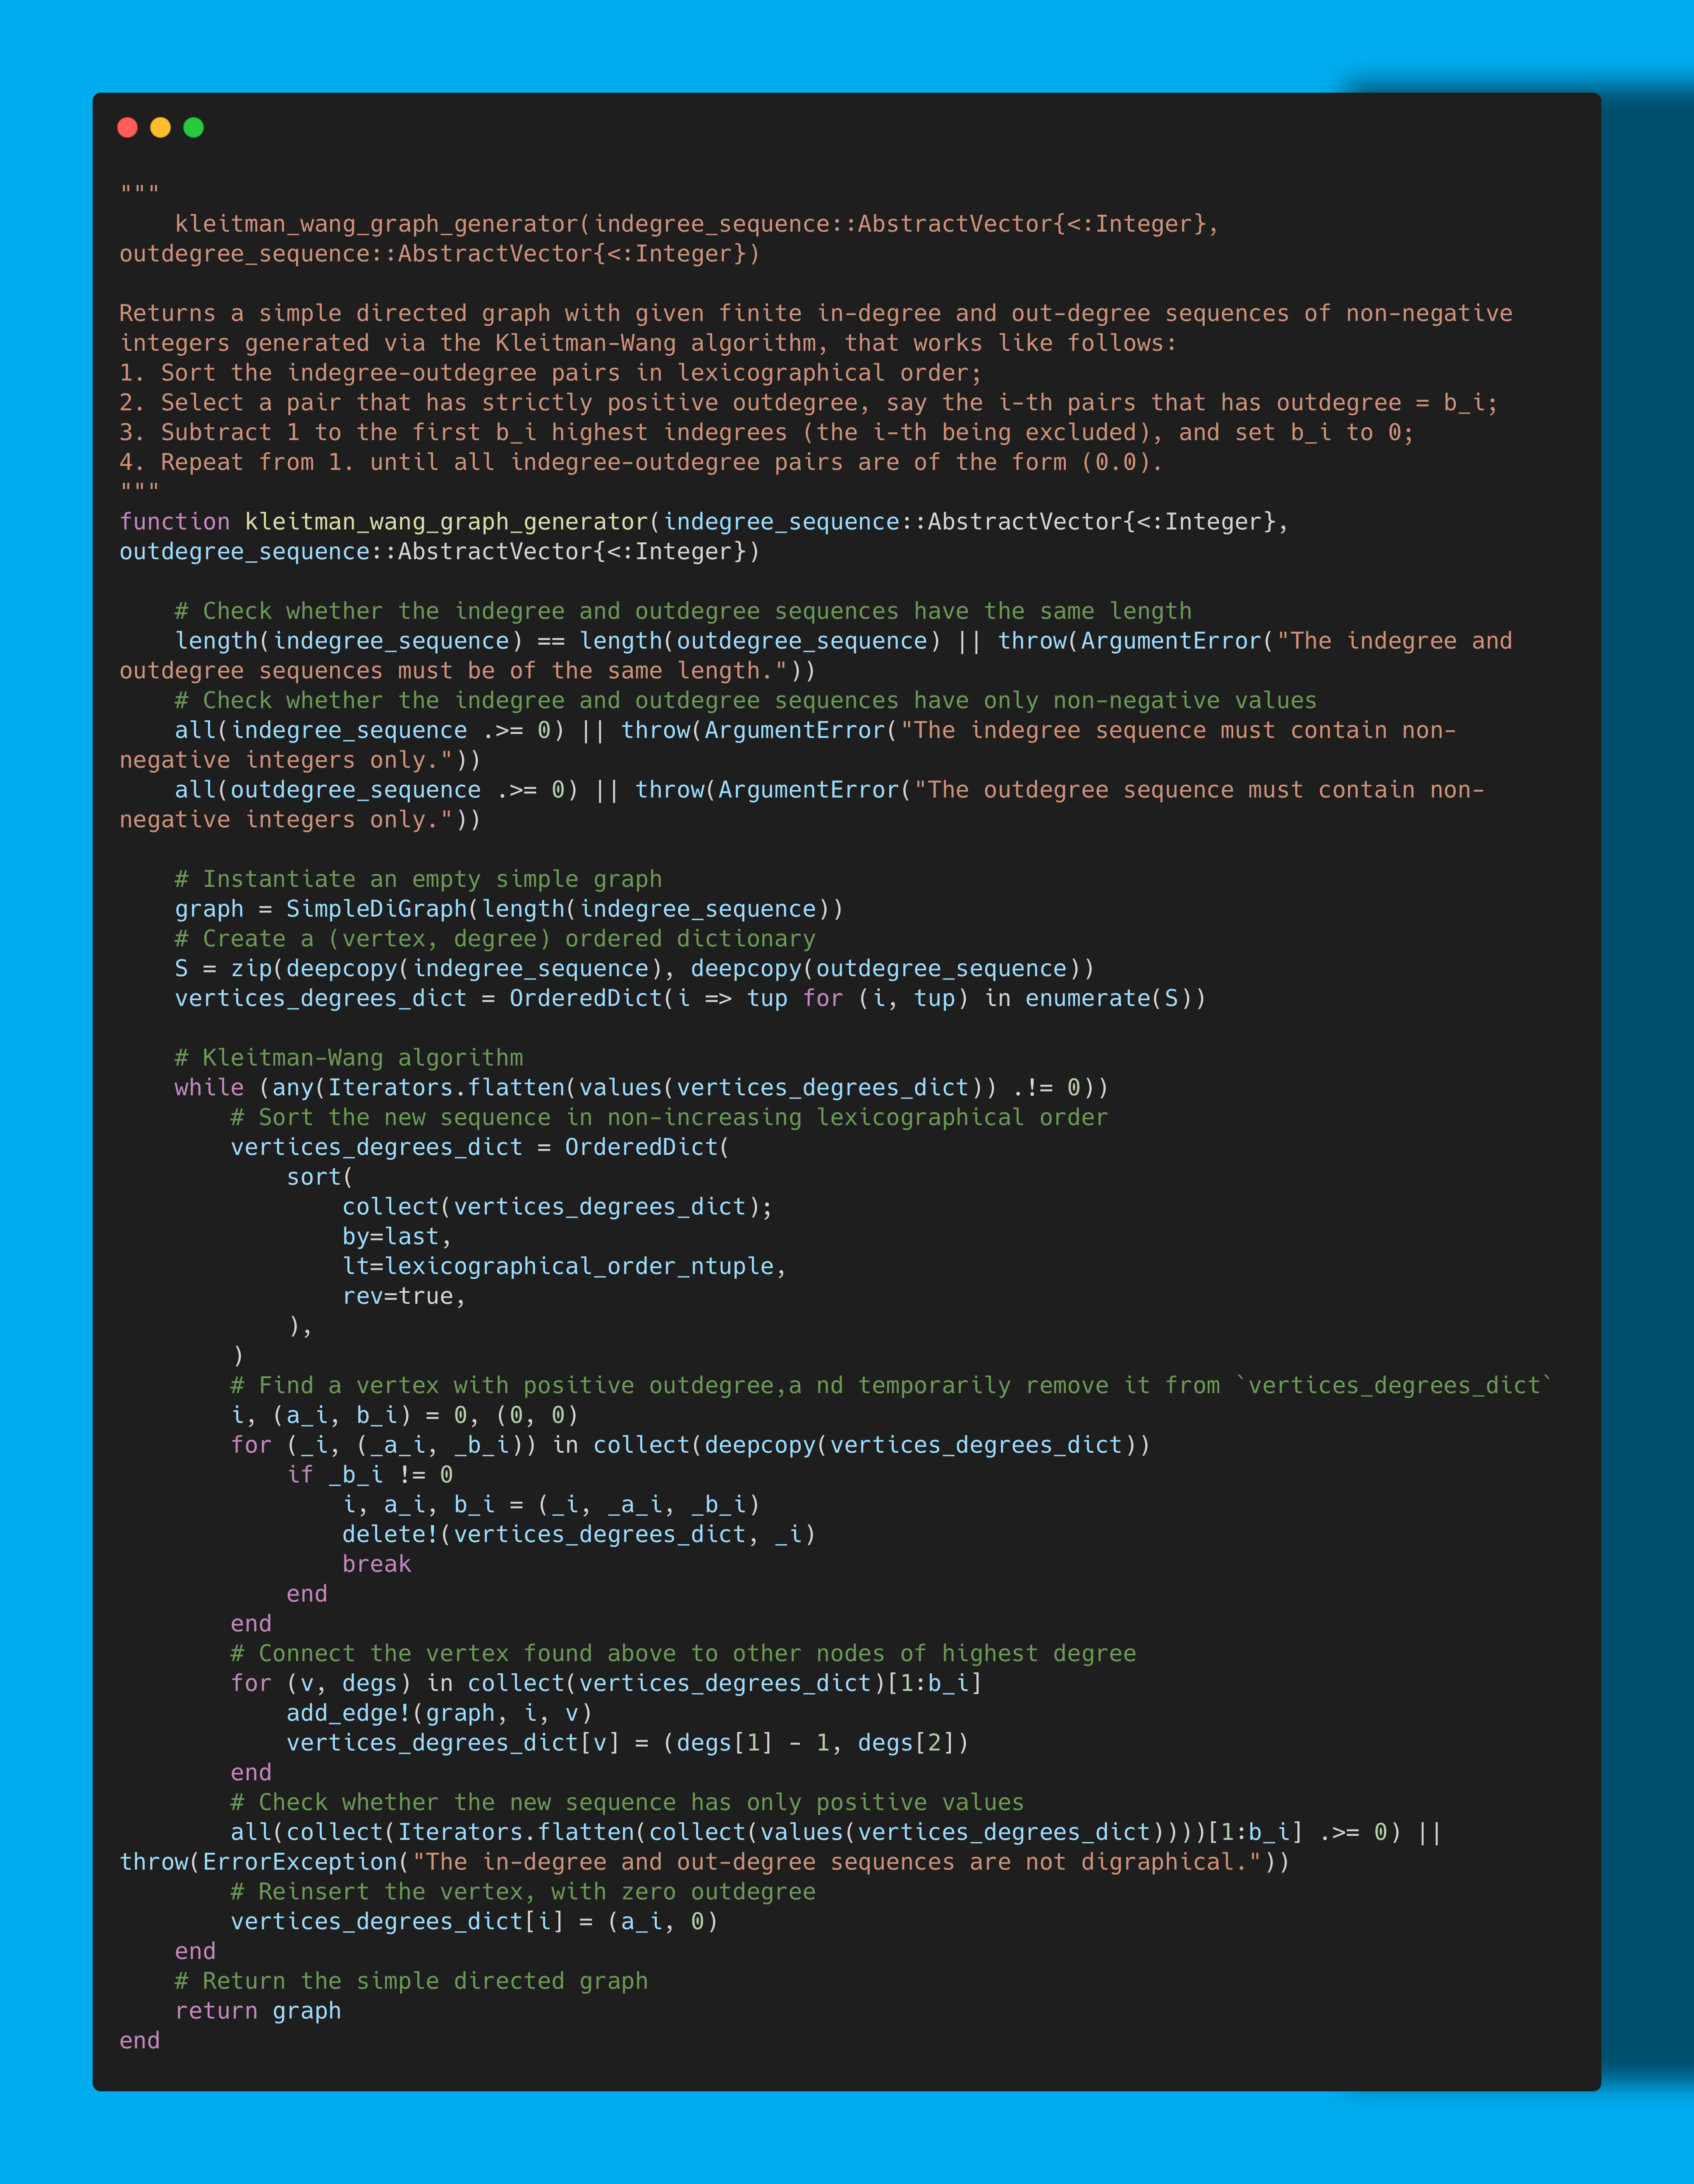 """
    kleitman_wang_graph_generator(indegree_sequence::AbstractVector{<:Integer},
outdegree_sequence::AbstractVector{<:Integer})

Returns a simple directed graph with given finite in-degree and out-degree sequences of non-negative
integers generated via the Kleitman-Wang algorithm, that works like follows:
1. Sort the indegree-outdegree pairs in lexicographical order;
2. Select a pair that has strictly positive outdegree, say the i-th pairs that has outdegree = b_i;
3. Subtract 1 to the first b_i highest indegrees (the i-th being excluded), and set b_i to 0;
4. Repeat from 1. until all indegree-outdegree pairs are of the form (0.0).
"""
function kleitman_wang_graph_generator(indegree_sequence::AbstractVector{<:Integer},
outdegree_sequence::AbstractVector{<:Integer})

    # Check whether the indegree and outdegree sequences have the same length
    length(indegree_sequence) == length(outdegree_sequence) || throw(ArgumentError("The indegree and
outdegree sequences must be of the same length."))
    # Check whether the indegree and outdegree sequences have only non-negative values
    all(indegree_sequence .>= 0) || throw(ArgumentError("The indegree sequence must contain non-
negative integers only."))
    all(outdegree_sequence .>= 0) || throw(ArgumentError("The outdegree sequence must contain non-
negative integers only."))

    # Instantiate an empty simple graph
    graph = SimpleDiGraph(length(indegree_sequence))
    # Create a (vertex, degree) ordered dictionary
    S = zip(deepcopy(indegree_sequence), deepcopy(outdegree_sequence))
    vertices_degrees_dict = OrderedDict(i => tup for (i, tup) in enumerate(S))

    # Kleitman-Wang algorithm
    while (any(Iterators.flatten(values(vertices_degrees_dict)) .!= 0))
        # Sort the new sequence in non-increasing lexicographical order
        vertices_degrees_dict = OrderedDict(
            sort(
                collect(vertices_degrees_dict);
                by=last,
                lt=lexicographical_order_ntuple,
                rev=true,
            ),
        )
        # Find a vertex with positive outdegree,a nd temporarily remove it from `vertices_degrees_dict`
        i, (a_i, b_i) = 0, (0, 0)
        for (_i, (_a_i, _b_i)) in collect(deepcopy(vertices_degrees_dict))
            if _b_i != 0
                i, a_i, b_i = (_i, _a_i, _b_i)
                delete!(vertices_degrees_dict, _i)
                break
            end
        end
        # Connect the vertex found above to other nodes of highest degree
        for (v, degs) in collect(vertices_degrees_dict)[1:b_i]
            add_edge!(graph, i, v)
            vertices_degrees_dict[v] = (degs[1] - 1, degs[2])
        end
        # Check whether the new sequence has only positive values
        all(collect(Iterators.flatten(collect(values(vertices_degrees_dict))))[1:b_i] .>= 0) ||
throw(ErrorException("The in-degree and out-degree sequences are not digraphical."))
        # Reinsert the vertex, with zero outdegree
        vertices_degrees_dict[i] = (a_i, 0)
    end
    # Return the simple directed graph
    return graph
end